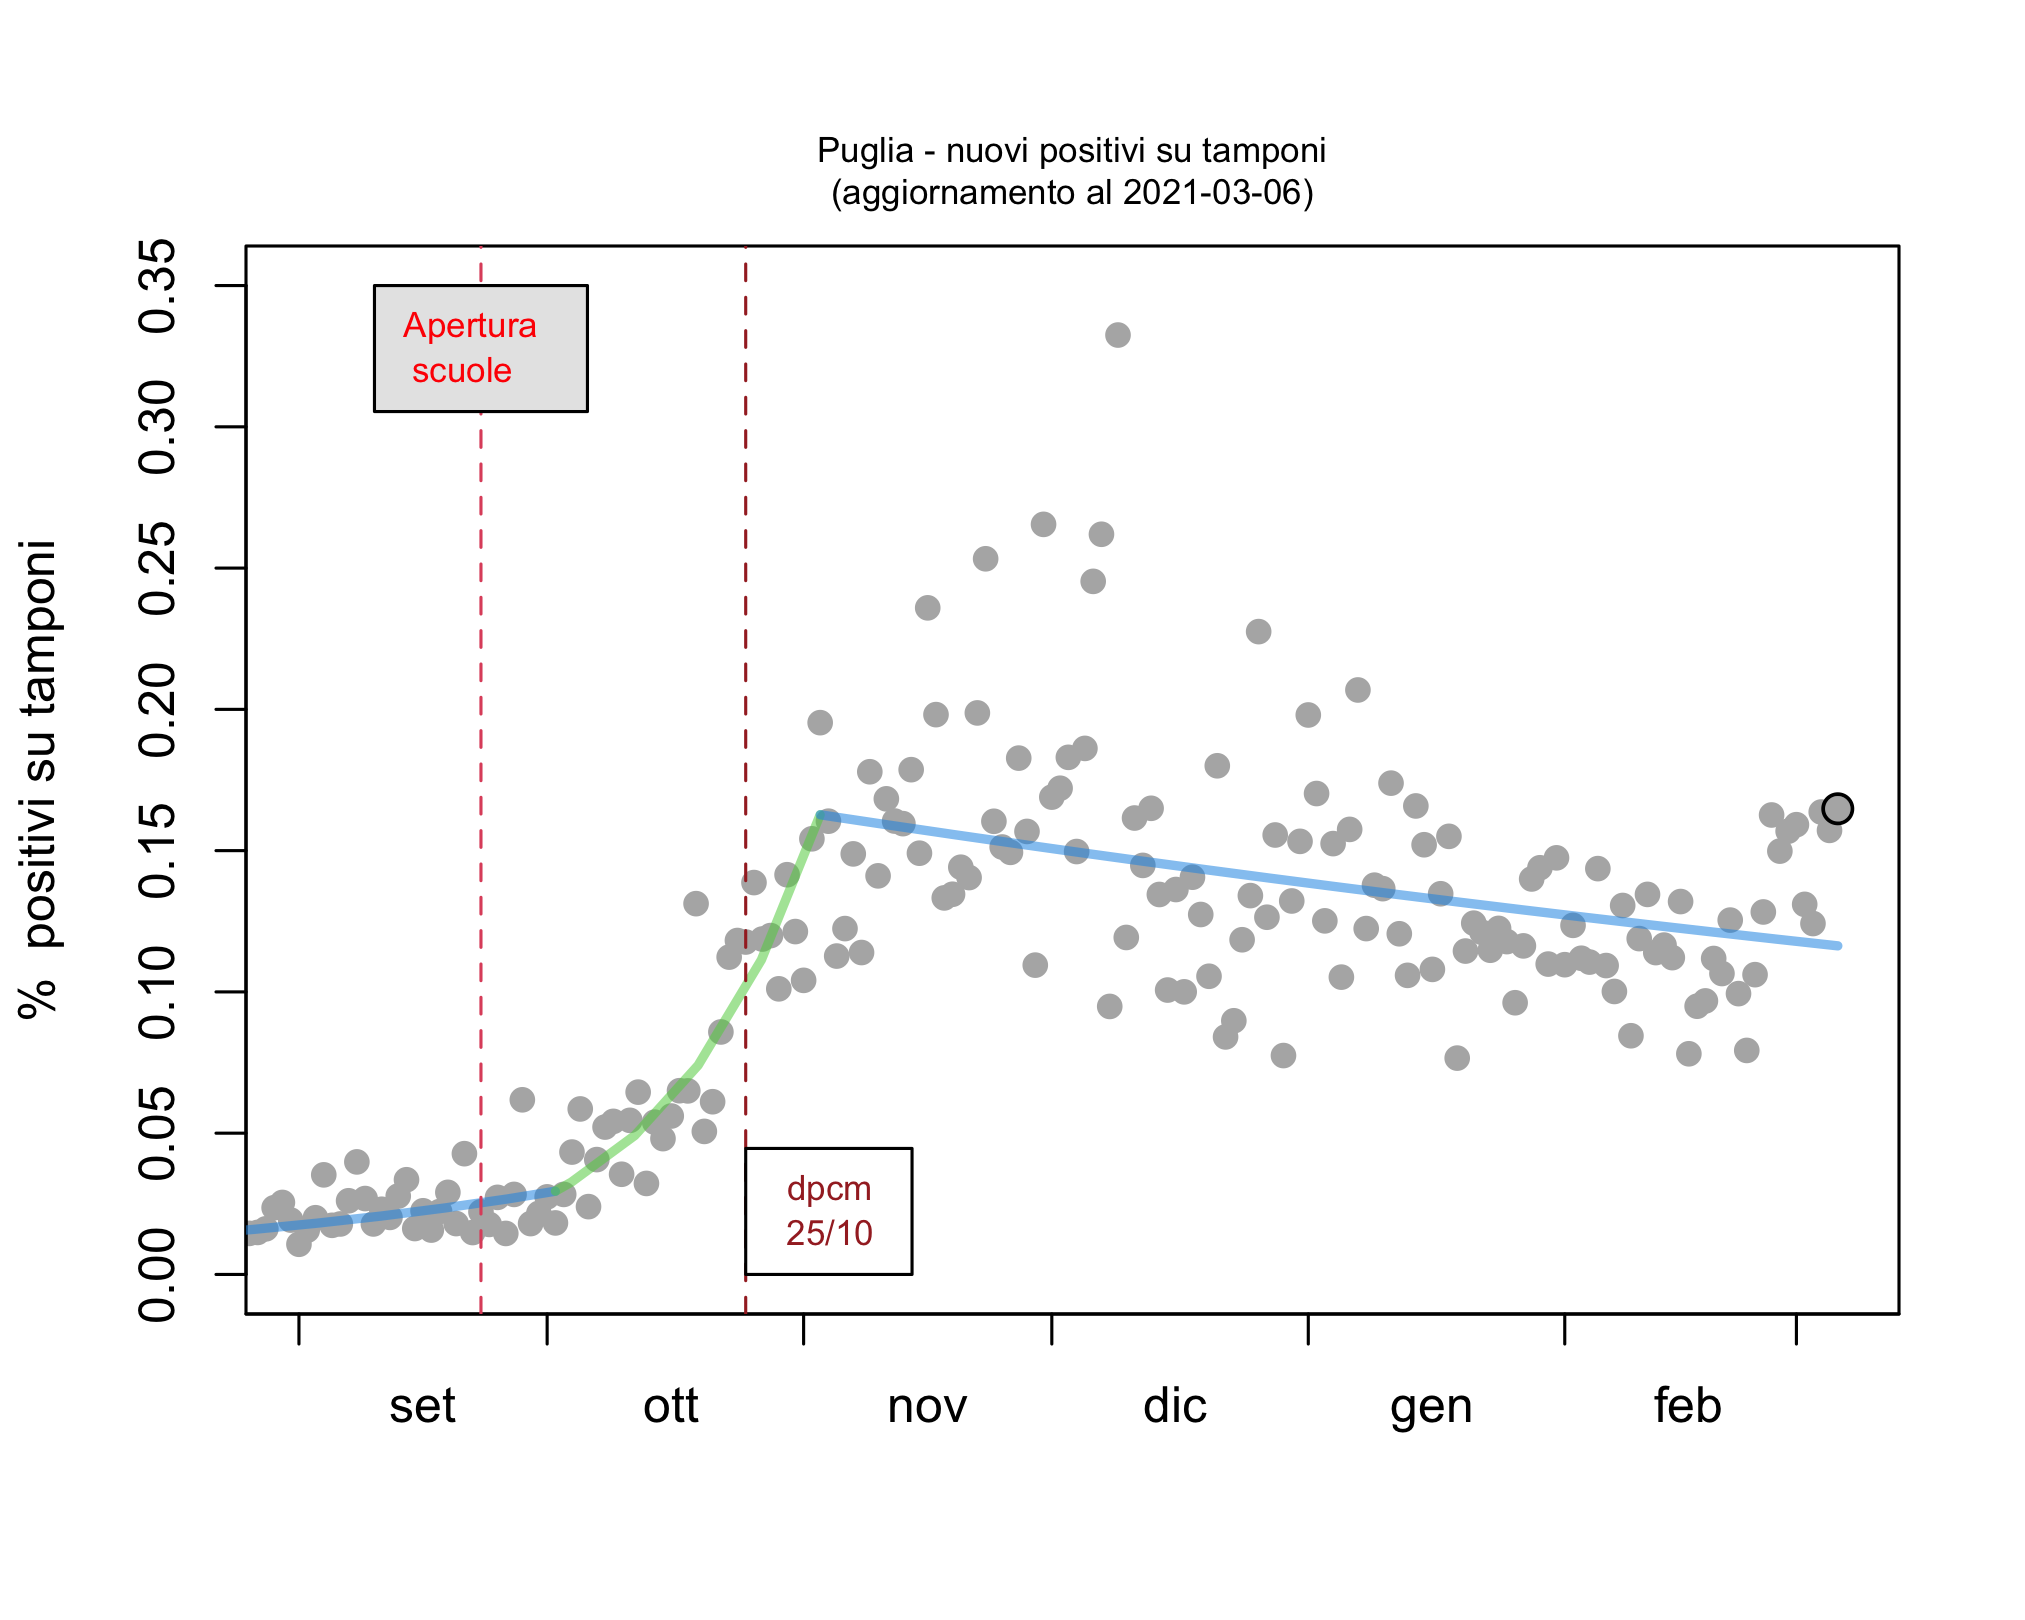 Puglia - nuovi positivi su tamponi
(aggiornamento al 2021-03-06)
% positivi su tamponi
0.35
0.30
0.25
0.20
0.15
0.10
0.05
0.00
Apertura
scuole
dpcm
25/10
set
ott
nov
dic
gen
feb